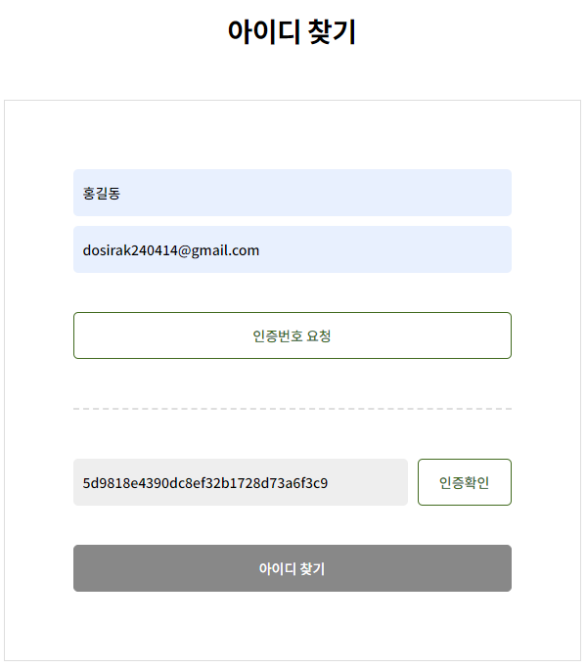 아이디 찾기
홍길동
dosirak240414@gmail.com
인증번호 요청
5d9818e4390dc8ef32b1728d73a6f3c9
인증확인
아이디 찾기